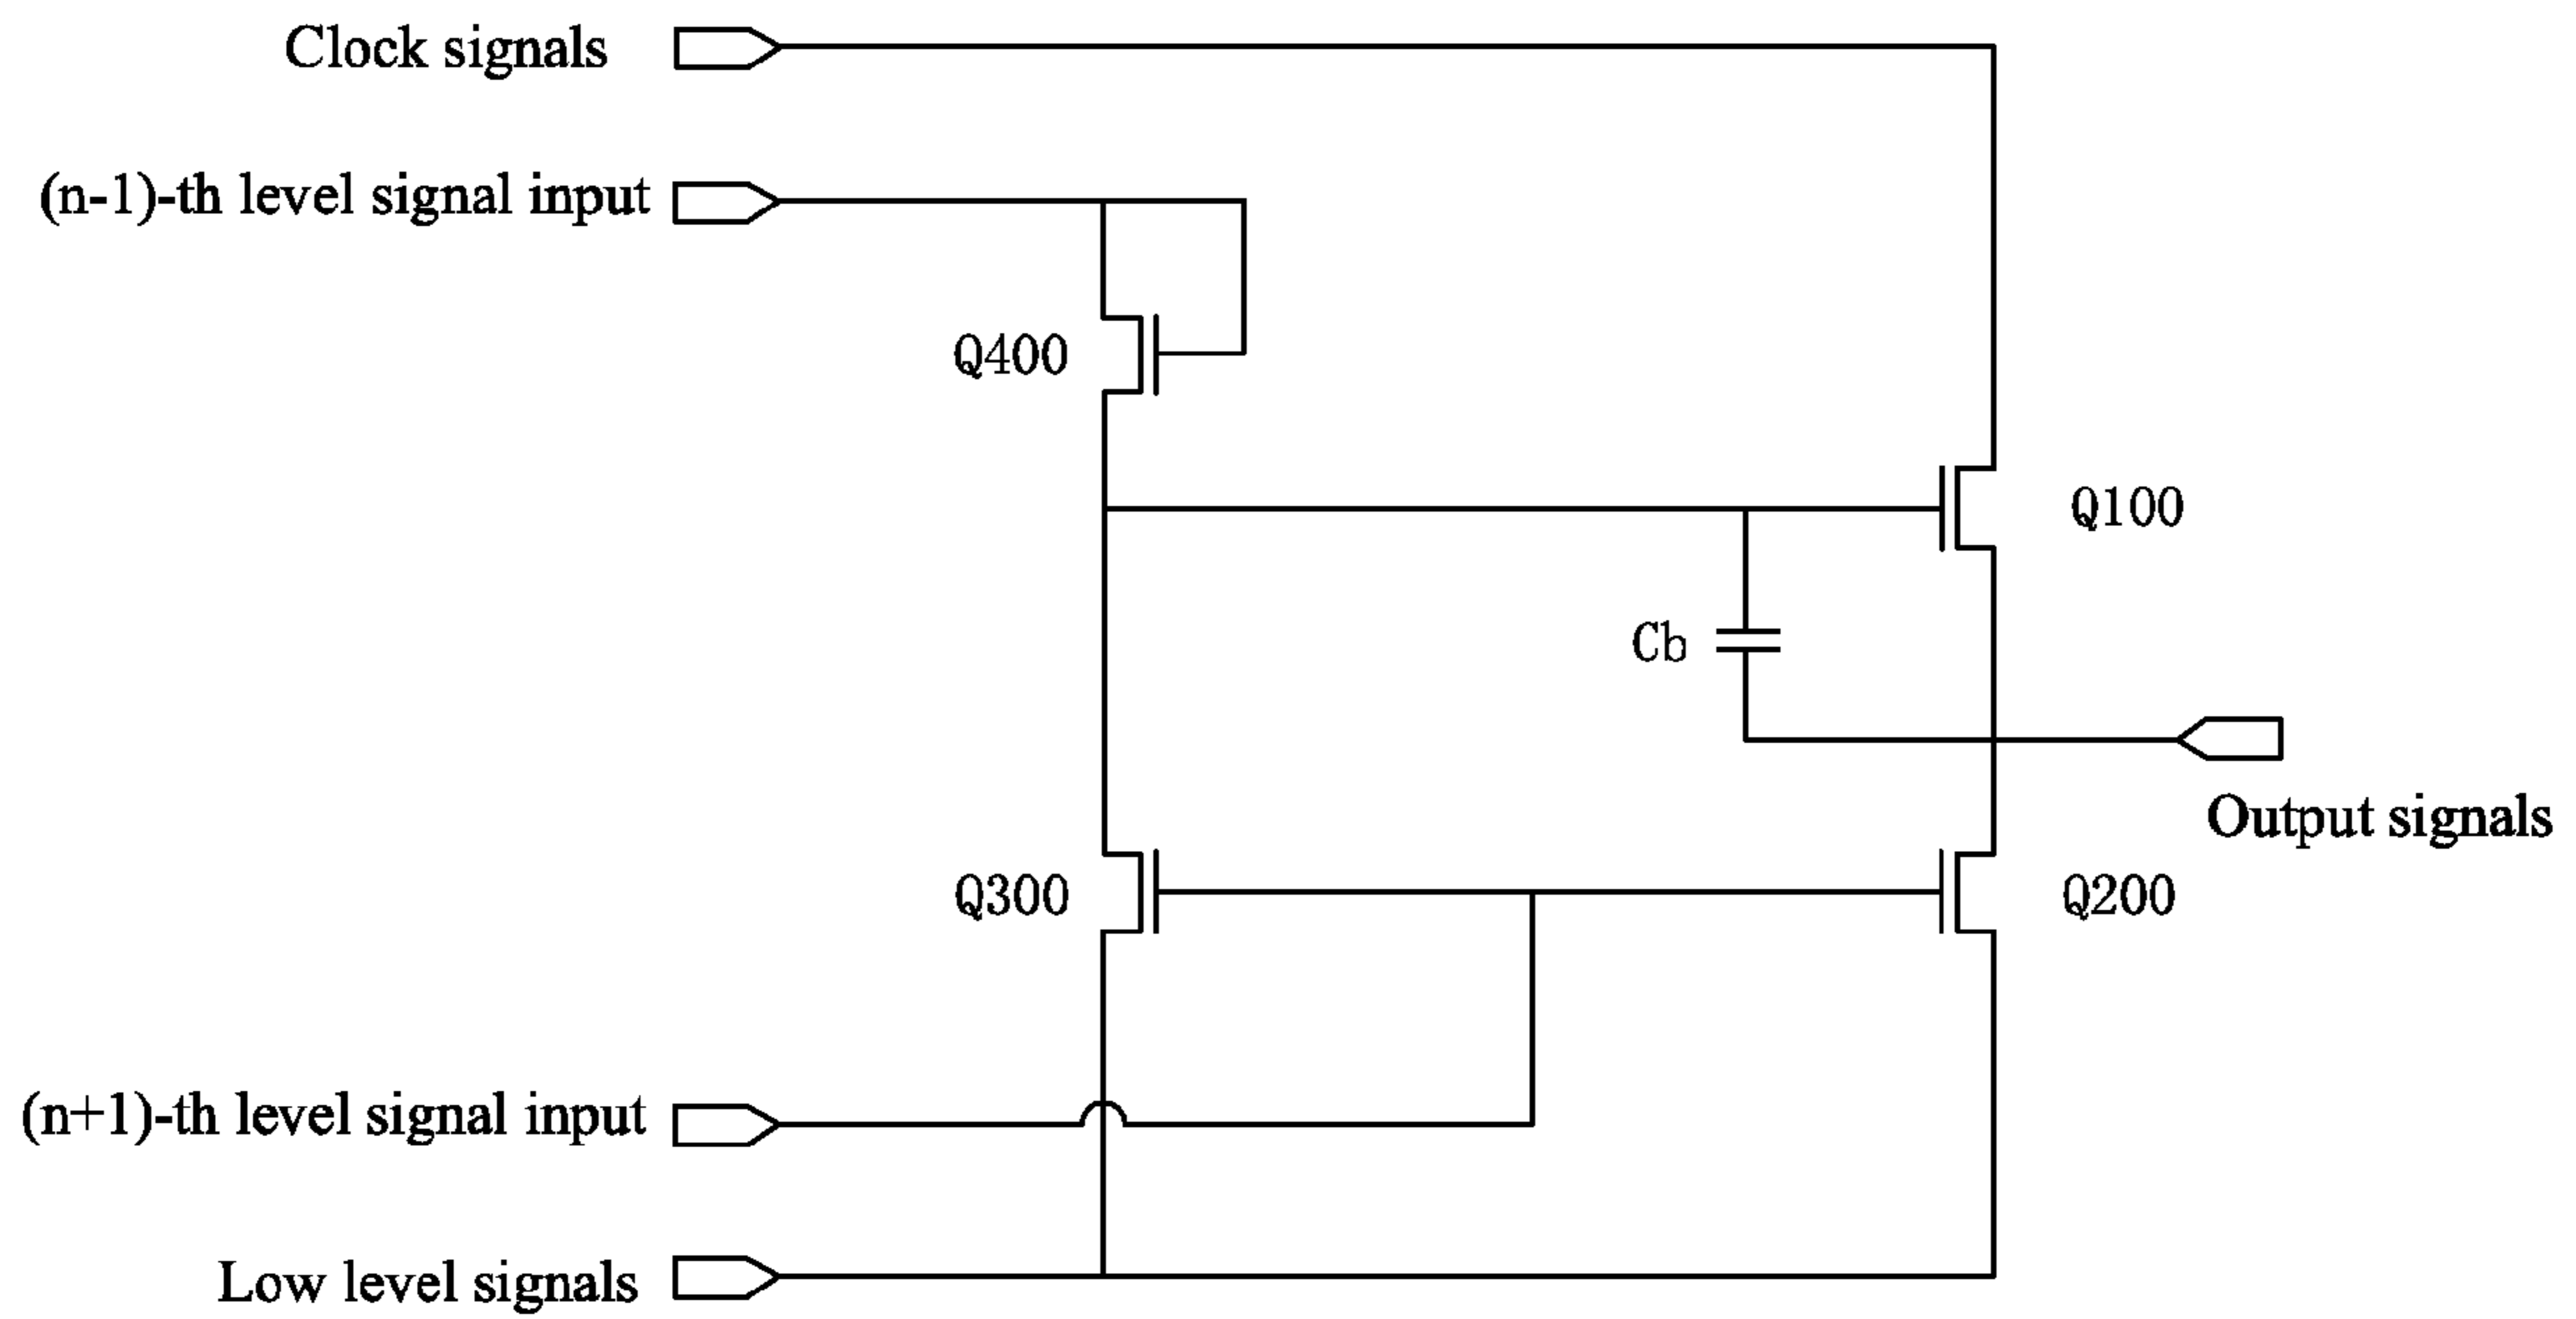 Clock signals
(n-1)-th level signal input
Q400
Q100
Cb
Output signals
Q300
Q200
(n+1)-th level signal input
Low level signals